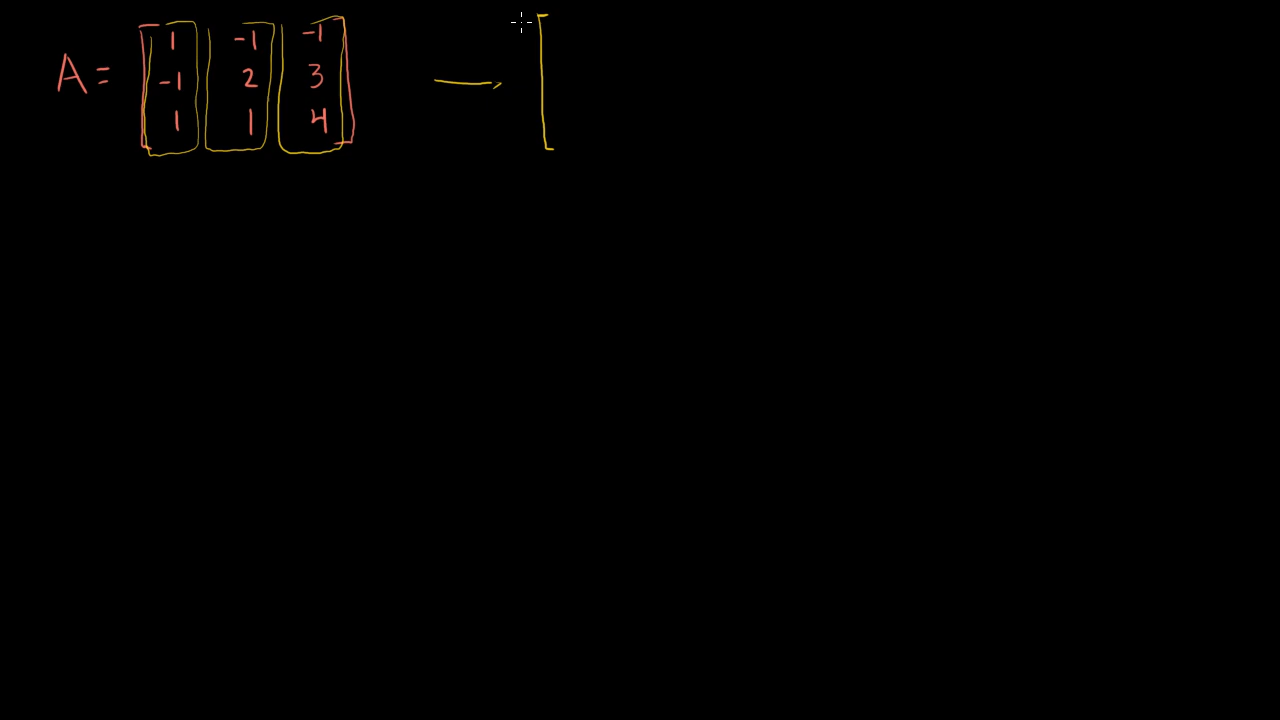 A = [ 1 -1 -1
-1 2 3
1 1 4 ] → [